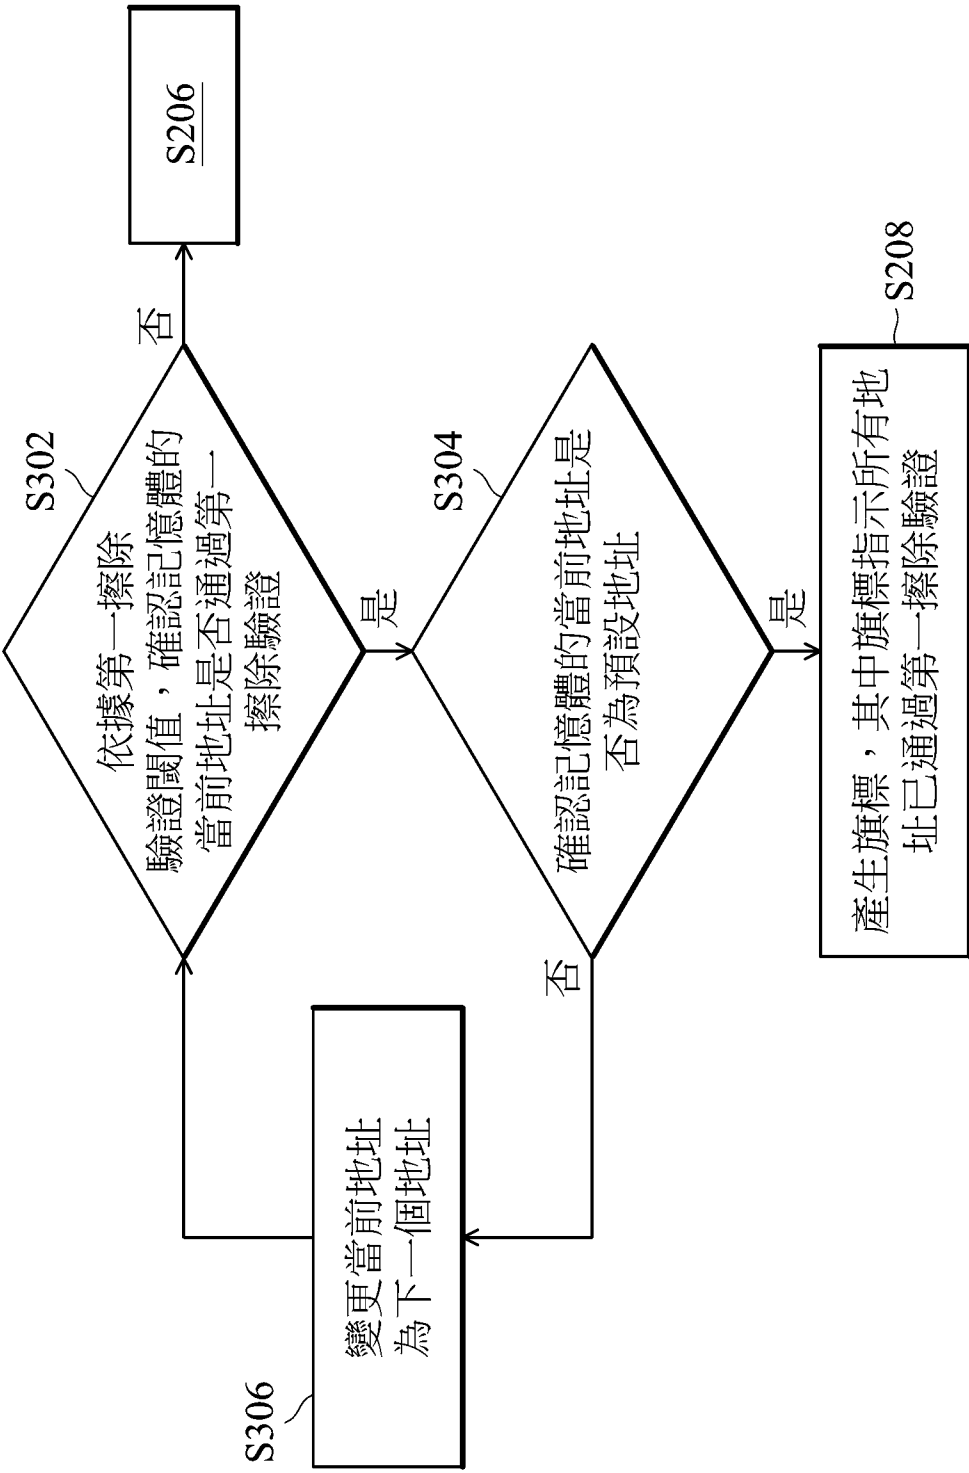 S302
依據第一擦除
驗證閾值，確認記憶體的
當前地址是否通過第一
擦除驗證
否
S206
是
S304
確認記憶體的當前地址是
否為預設地址
否
S306
變更當前地址
為下一個地址
是
S208
產生旗標，其中旗標指示所有地
址已通過第一擦除驗證